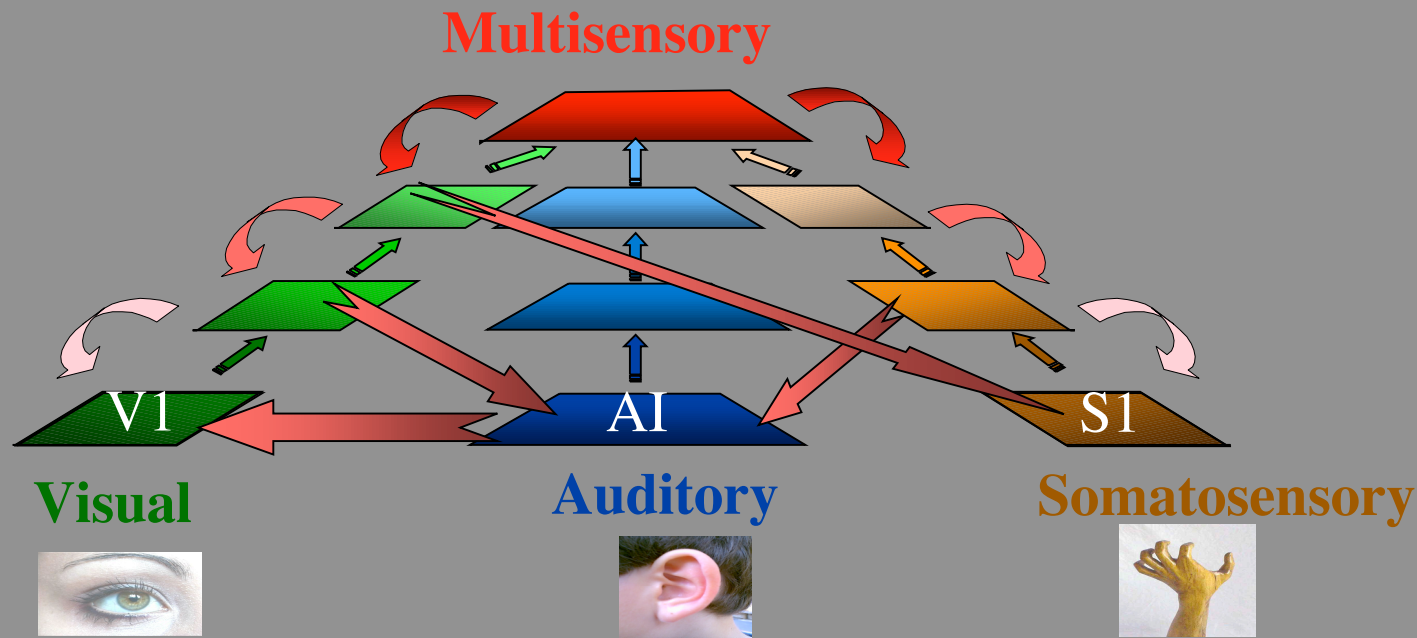 Multisensory
V1
AI
S1
Visual
Auditory
Somatosensory